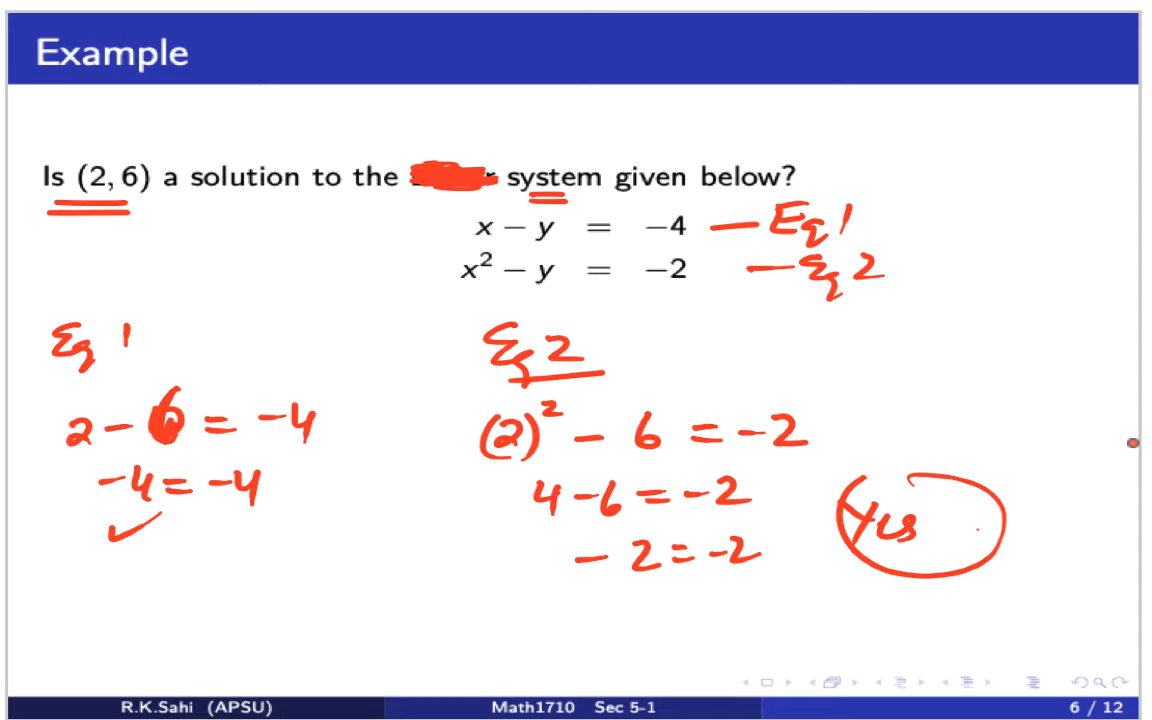 Example
Is (2, 6) a solution to the system given below?
x − y = −4 — Eq 1
x² − y = −2 — Eq 2
Eq 1
2 − 6 = −4
−4 = −4
✓
Eq 2
(2)² − 6 = −2
4 − 6 = −2
− 2 = −2
Yes
R.K.Sahi (APSU) Math1710 Sec 5-1 6 / 12